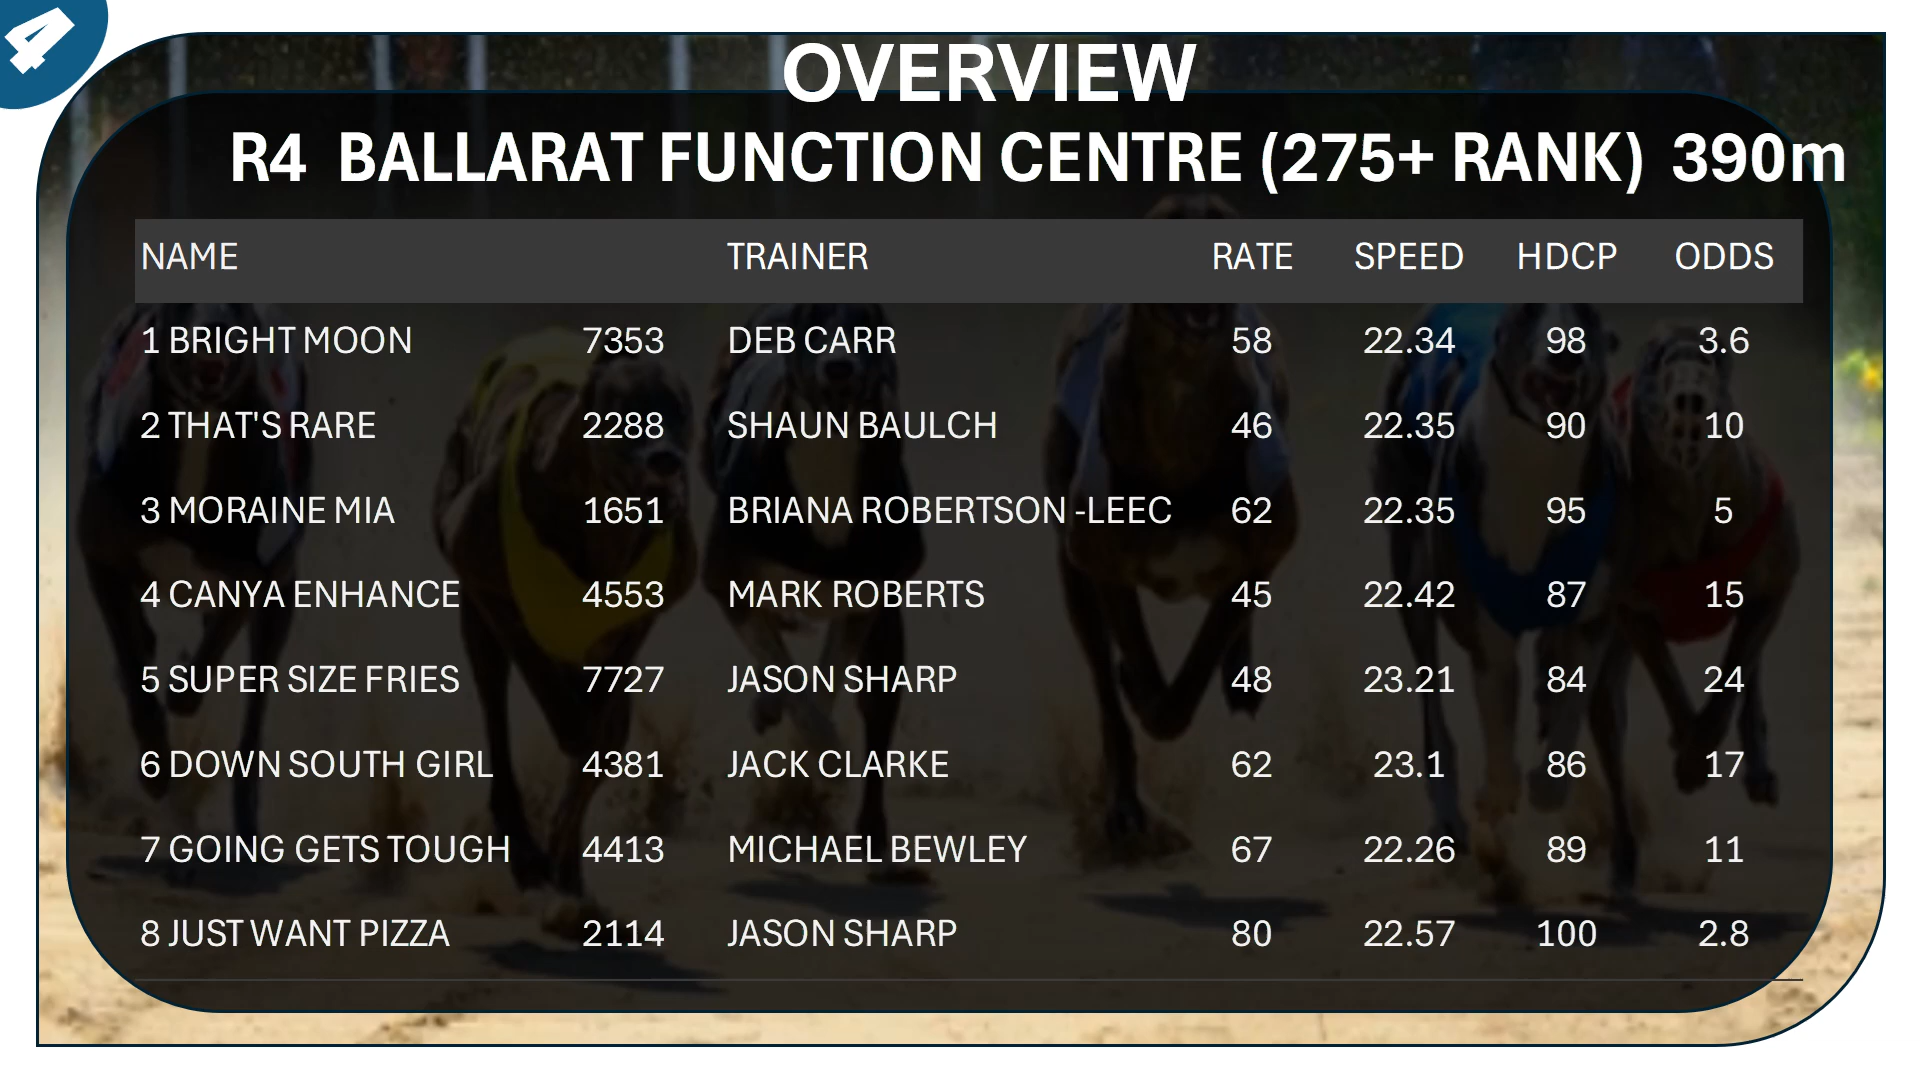 4
OVERVIEW
R4 BALLARAT FUNCTION CENTRE (275+ RANK) 390m
NAME TRAINER RATE SPEED HDCP ODDS
1 BRIGHT MOON 7353 DEB CARR 58 22.34 98 3.6
2 THAT'S RARE 2288 SHAUN BAULCH 46 22.35 90 10
3 MORAINE MIA 1651 BRIANA ROBERTSON -LEEC 62 22.35 95 5
4 CANYA ENHANCE 4553 MARK ROBERTS 45 22.42 87 15
5 SUPER SIZE FRIES 7727 JASON SHARP 48 23.21 84 24
6 DOWN SOUTH GIRL 4381 JACK CLARKE 62 23.1 86 17
7 GOING GETS TOUGH 4413 MICHAEL BEWLEY 67 22.26 89 11
8 JUST WANT PIZZA 2114 JASON SHARP 80 22.57 100 2.8